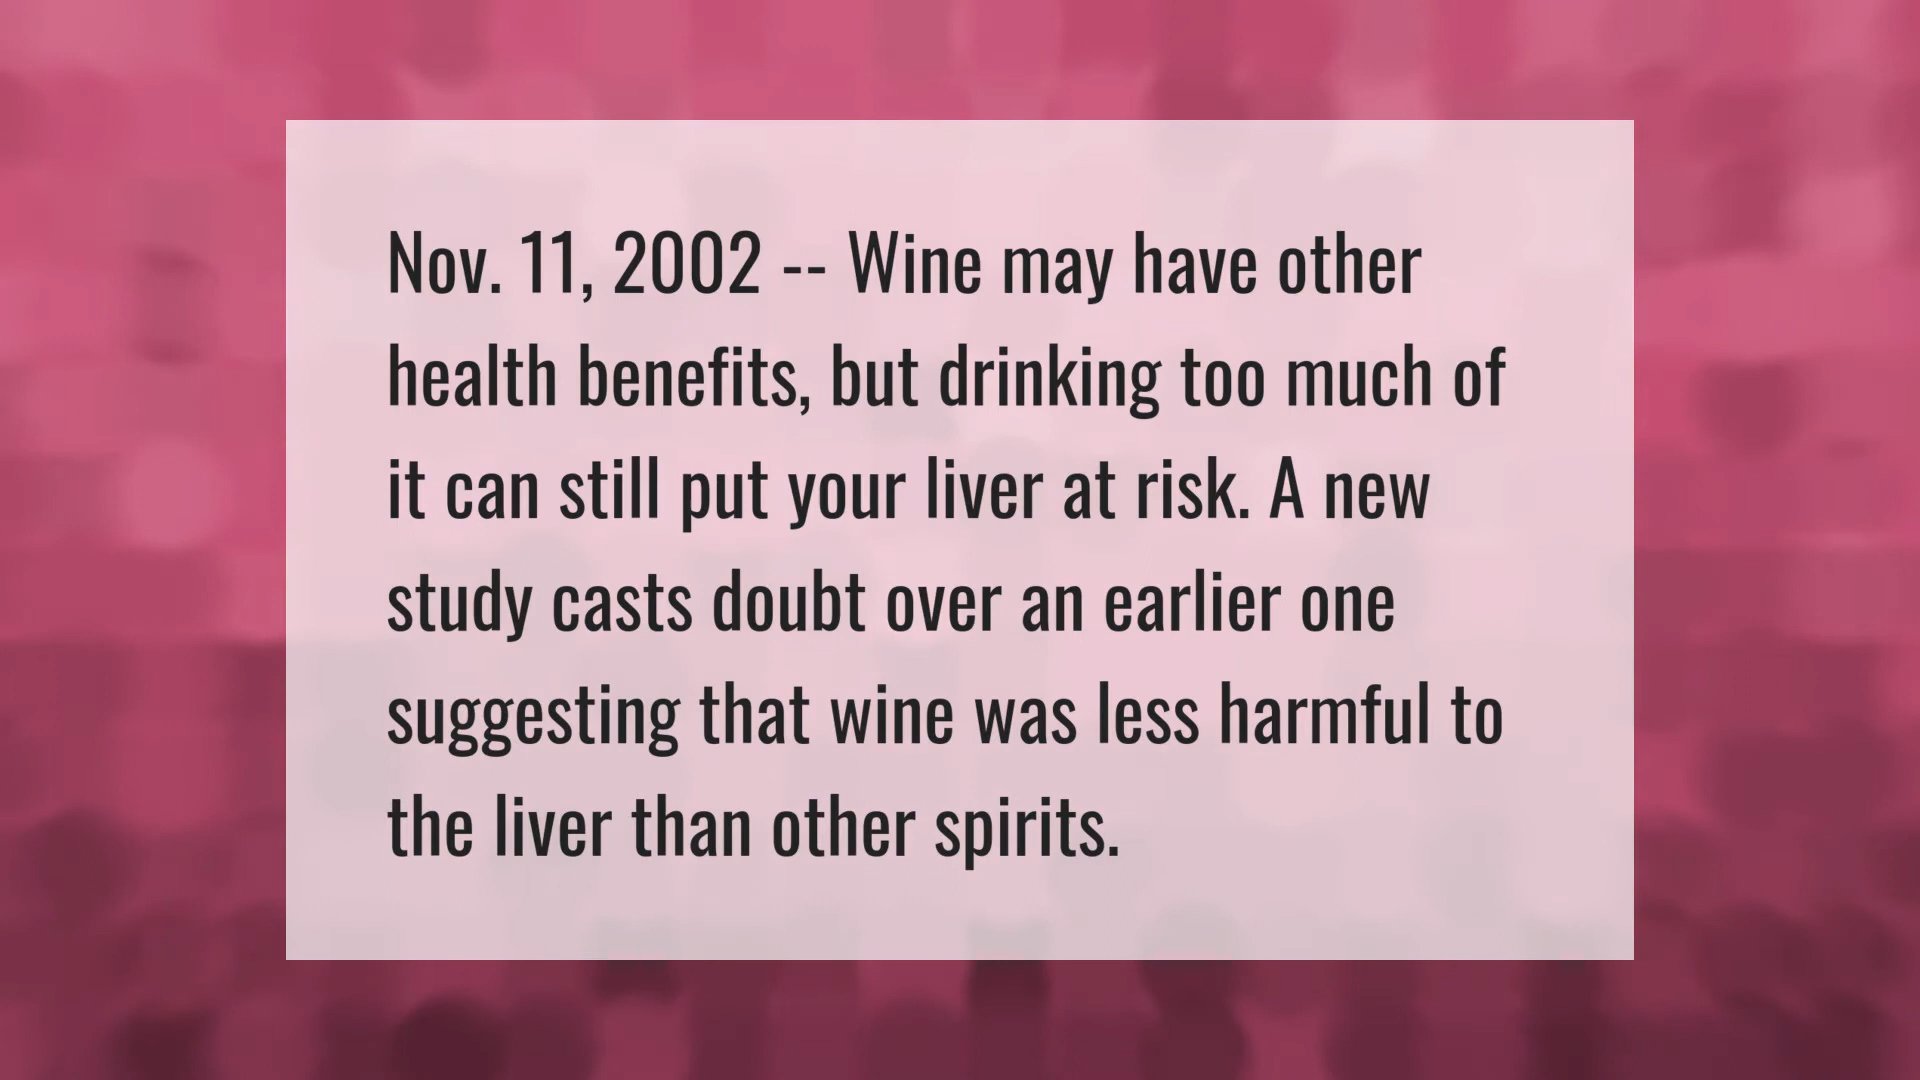 Nov. 11, 2002 -- Wine may have other
health benefits, but drinking too much of
it can still put your liver at risk. A new
study casts doubt over an earlier one
suggesting that wine was less harmful to
the liver than other spirits.